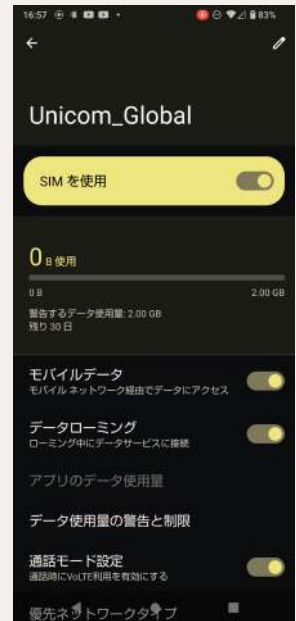 16:57
83%
Unicom_Global
SIM を使用
0 B 使用
0 B 2.00 GB
警告するデータ使用量: 2.00 GB
残り 30 日
モバイルデータ
モバイル ネットワーク経由でデータにアクセス
データローミング
ローミング中にデータサービスに接続
アプリのデータ使用量
データ使用量の警告と制限
通話モード設定
通話時にVoLTE利用を有効にする
優先ネットワークタイプ